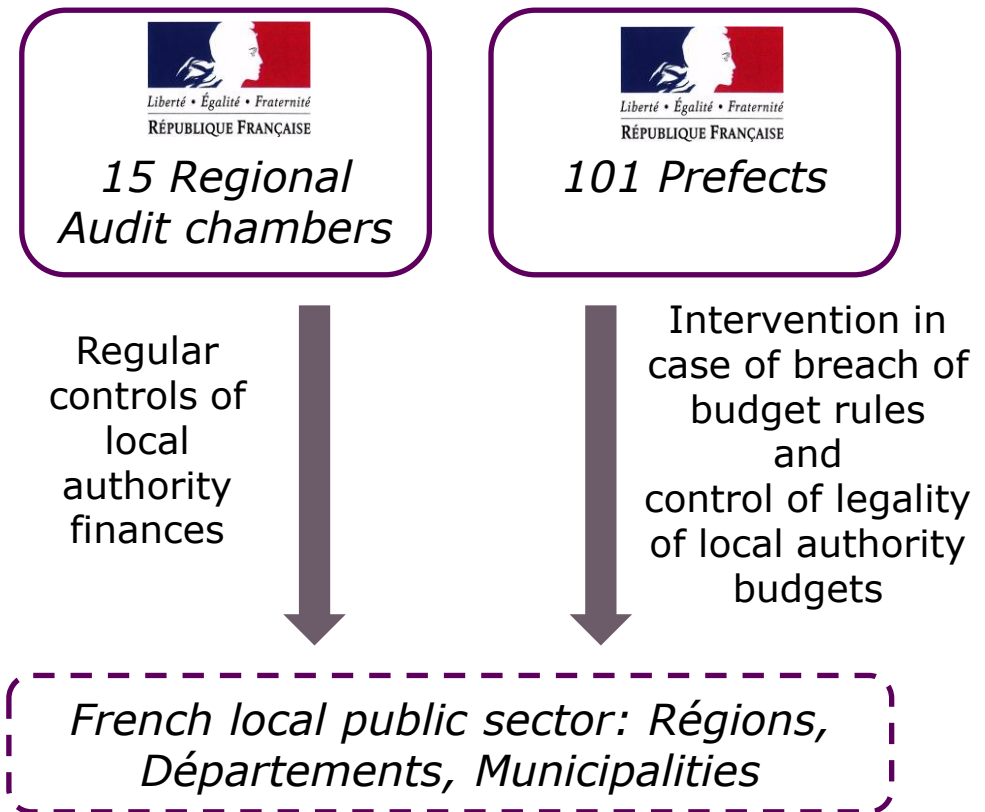 Liberté • Égalité • Fraternité
RÉPUBLIQUE FRANÇAISE
15 Regional
Audit chambers
Liberté • Égalité • Fraternité
RÉPUBLIQUE FRANÇAISE
101 Prefects
Regular
controls of
local
authority
finances
Intervention in
case of breach of
budget rules
and
control of legality
of local authority
budgets
French local public sector: Régions,
Départements, Municipalities